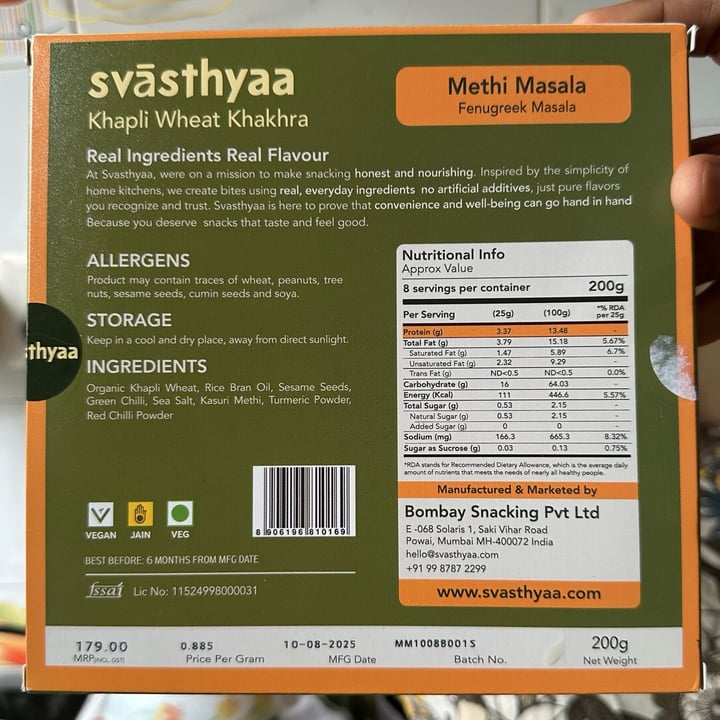 svāsthyaa
Khapli Wheat Khakhra
Methi Masala
Fenugreek Masala
Real Ingredients Real Flavour
At Svasthyaa, were on a mission to make snacking honest and nourishing. Inspired by the simplicity of
home kitchens, we create bites using real, everyday ingredients no artificial additives, just pure flavors
you recognize and trust. Svasthyaa is here to prove that convenience and well-being can go hand in hand
Because you deserve snacks that taste and feel good.
ALLERGENS
Product may contain traces of wheat, peanuts, tree
nuts, sesame seeds, cumin seeds and soya.
STORAGE
Keep in a cool and dry place, away from direct sunlight.
INGREDIENTS
Organic Khapli Wheat, Rice Bran Oil, Sesame Seeds,
Green Chilli, Sea Salt, Kasuri Methi, Turmeric Powder,
Red Chilli Powder
thyaa
Nutritional Info
Approx Value
8 servings per container 200g
Per Serving (25g) (100g) *% RDA per 25g
Protein (g) 3.37 13.48 -
Total Fat (g) 3.79 15.18 5.67%
Saturated Fat (g) 1.47 5.89 6.7%
Unsaturated Fat (g) 2.32 9.29 -
Trans Fat (g) ND<0.5 ND<0.5 0.0%
Carbohydrate (g) 16 64.03 -
Energy (Kcal) 111 446.6 5.57%
Total Sugar (g) 0.53 2.15 -
Natural Sugar (g) 0.53 2.15 -
Added Sugar (g) 0 0 -
Sodium (mg) 166.3 665.3 8.32%
Sugar as Sucrose (g) 0.03 0.13 0.75%
*RDA stands for Recommended Dietary Allowance, which is the average daily
amount of nutrients that meets the needs of nearly all healthy people.
Manufactured & Marketed by
Bombay Snacking Pvt Ltd
E -068 Solaris 1, Saki Vihar Road
Powai, Mumbai MH-400072 India
hello@svasthyaa.com
+91 99 8787 2299
www.svasthyaa.com
VEGAN JAIN VEG
8 906196 810169
BEST BEFORE: 6 MONTHS FROM MFG DATE
fssai Lic No: 11524998000031
179.00 0.885 10-08-2025 MM1008B001S 200g
MRP(INCL. GST) Price Per Gram MFG Date Batch No. Net Weight